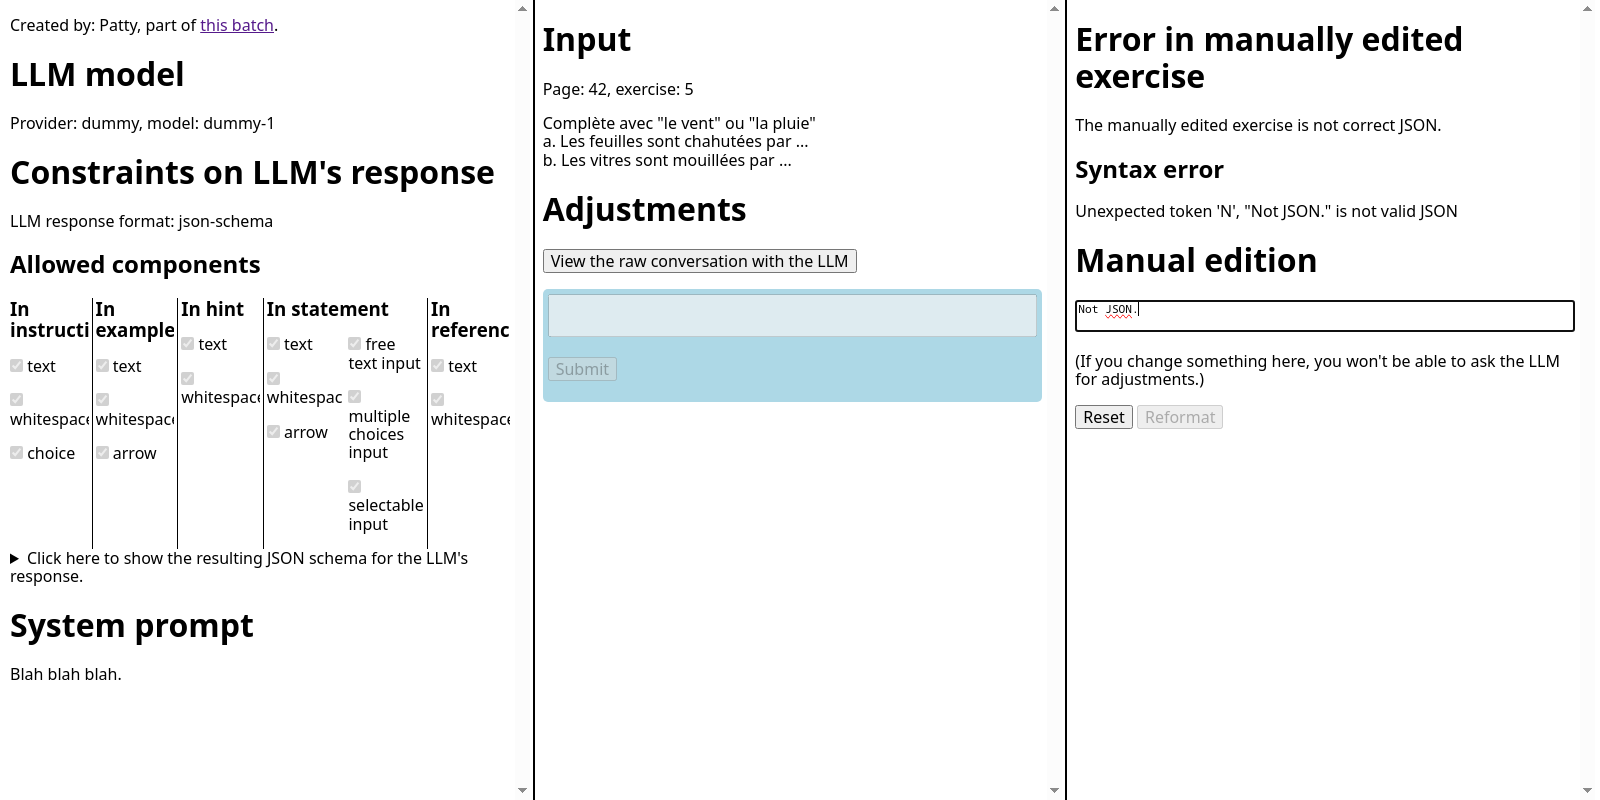 Created by: Patty, part of this batch.
LLM model
Provider: dummy, model: dummy-1
Constraints on LLM's response
LLM response format: json-schema
Allowed components
In
instructi
text
whitespace
choice
In
example
text
whitespace
arrow
In hint
text
whitespace
In statement
text
whitespac
arrow
free
text input
multiple
choices
input
selectable
input
In
referenc
text
whitespace
Click here to show the resulting JSON schema for the LLM's
response.
System prompt
Blah blah blah.
Input
Page: 42, exercise: 5
Complète avec "le vent" ou "la pluie"
a. Les feuilles sont chahutées par ...
b. Les vitres sont mouillées par ...
Adjustments
View the raw conversation with the LLM
Submit
Error in manually edited
exercise
The manually edited exercise is not correct JSON.
Syntax error
Unexpected token 'N', "Not JSON." is not valid JSON
Manual edition
Not JSON.
(If you change something here, you won't be able to ask the LLM
for adjustments.)
Reset Reformat